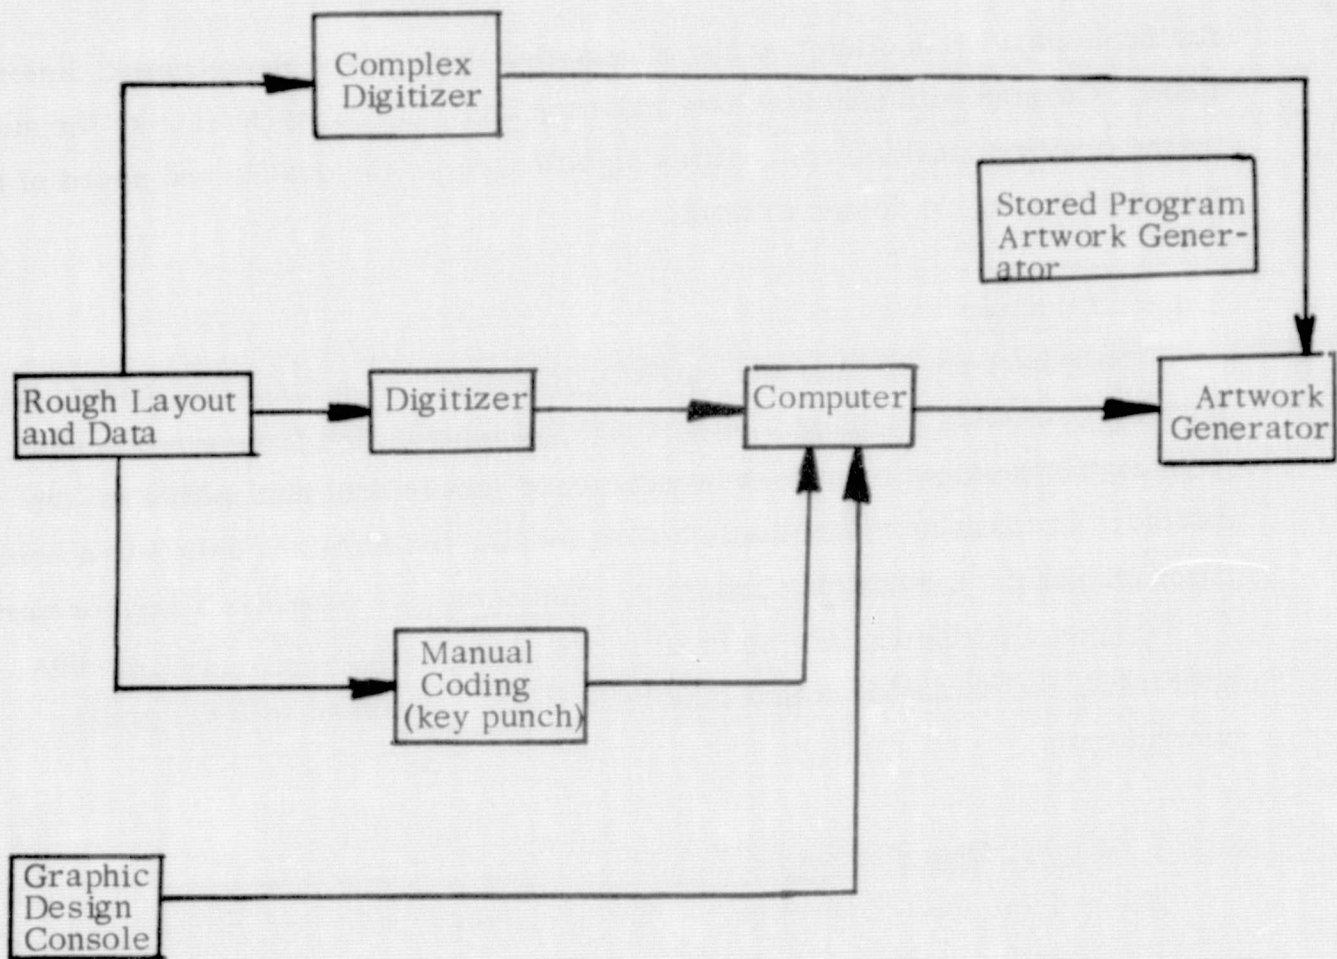 Complex
Digitizer
Stored Program
Artwork Gener-
ator
Rough Layout
and Data
Digitizer
Computer
Artwork
Generator
Manual
Coding
(key punch)
Graphic
Design
Console